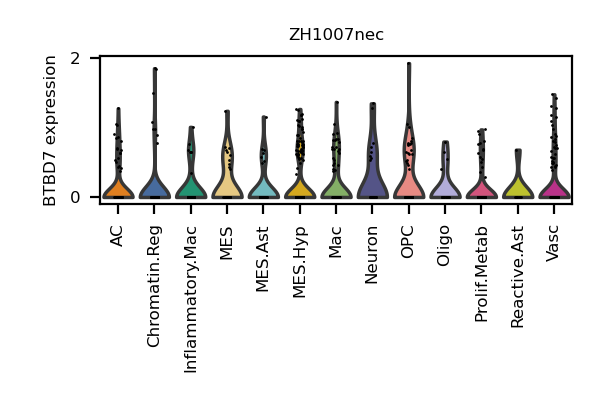 ZH1007nec
BTBD7 expression
2
0
AC
Chromatin.Reg
Inflammatory.Mac
MES
MES.Ast
MES.Hyp
Mac
Neuron
OPC
Oligo
Prolif.Metab
Reactive.Ast
Vasc